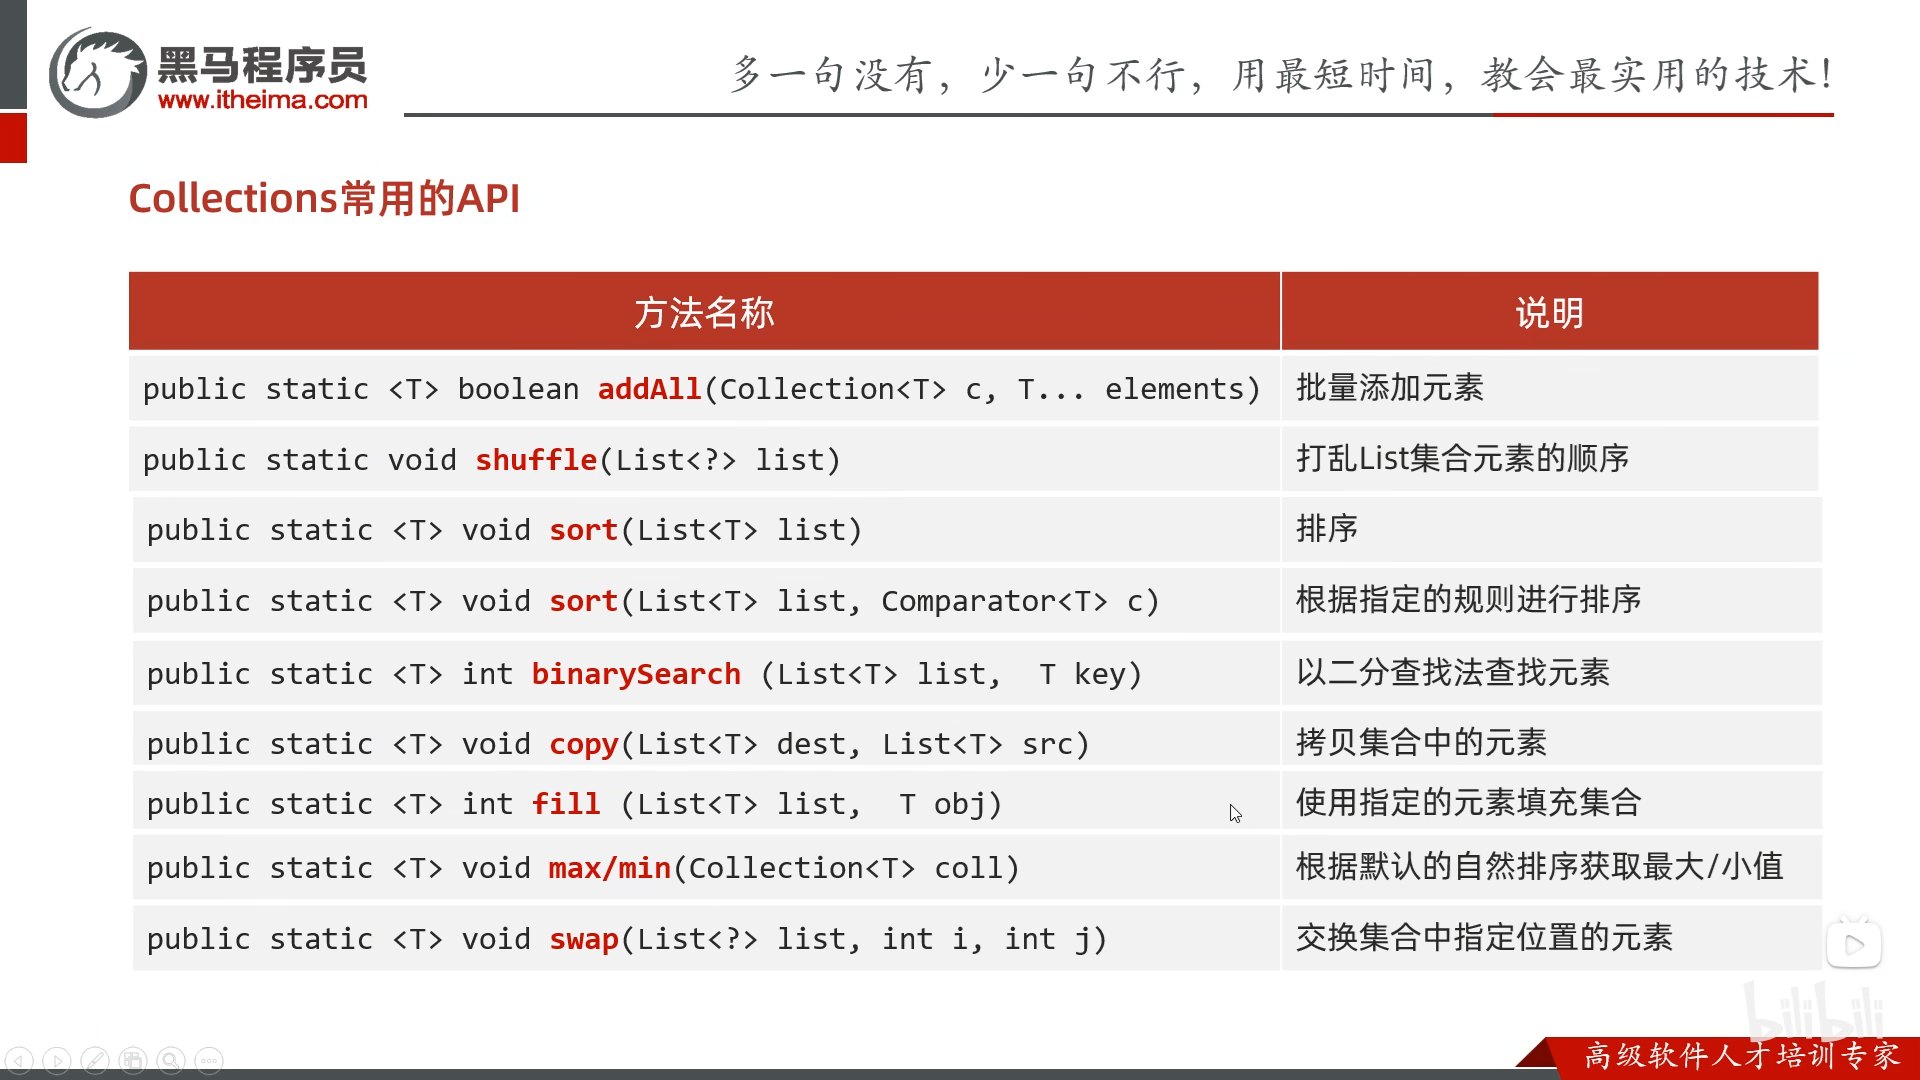 黑马程序员
www.itheima.com
多一句没有，少一句不行，用最短时间，教会最实用的技术！
Collections常用的API
方法名称 说明
public static <T> boolean addAll(Collection<T> c, T... elements) 批量添加元素
public static void shuffle(List<?> list) 打乱List集合元素的顺序
public static <T> void sort(List<T> list) 排序
public static <T> void sort(List<T> list, Comparator<T> c) 根据指定的规则进行排序
public static <T> int binarySearch (List<T> list,  T key) 以二分查找法查找元素
public static <T> void copy(List<T> dest, List<T> src) 拷贝集合中的元素
public static <T> int fill (List<T> list,  T obj) 使用指定的元素填充集合
public static <T> void max/min(Collection<T> coll) 根据默认的自然排序获取最大/小值
public static <T> void swap(List<?> list, int i, int j) 交换集合中指定位置的元素
bilibili
高级软件人才培训专家